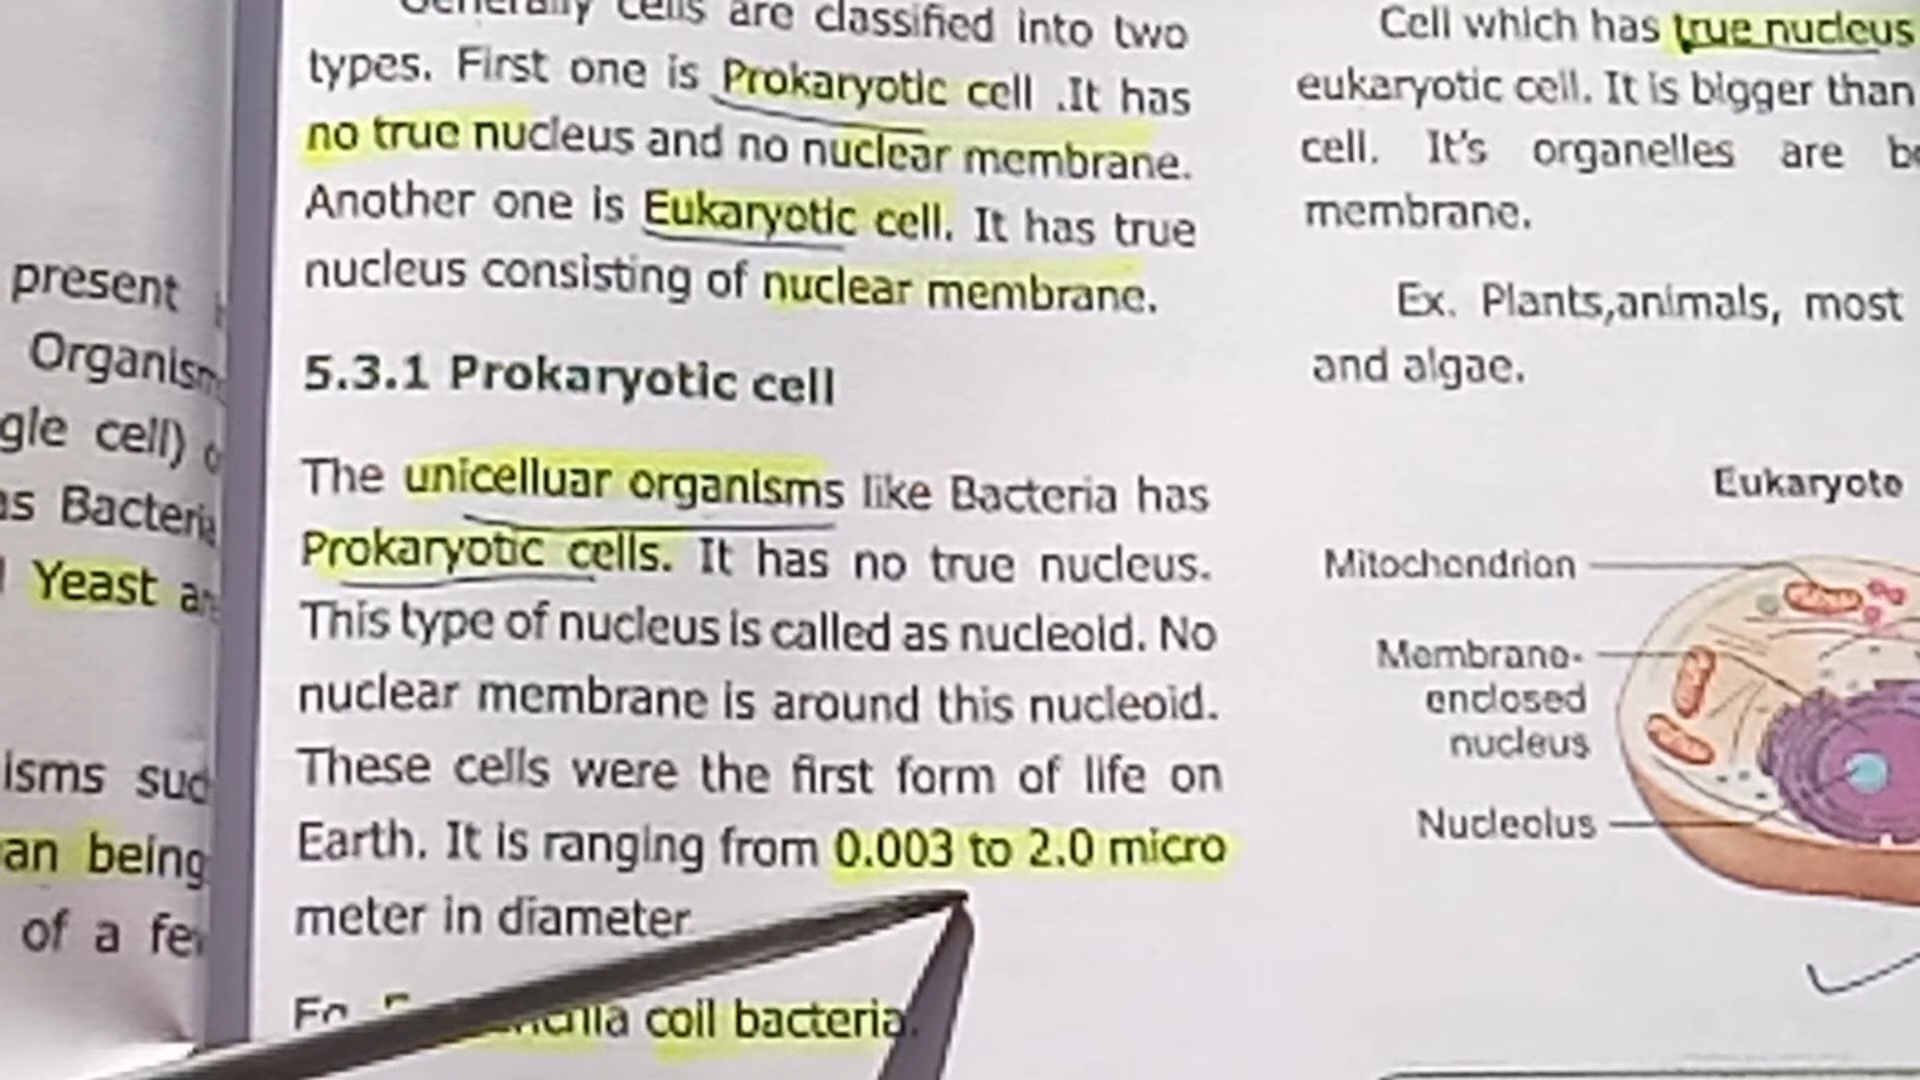 present
Organism
gle cell)
as Bacteria
Yeast
isms
an being
of a
Generally cells are classified into two
types. First one is Prokaryotic cell .It has
no true nucleus and no nuclear membrane.
Another one is Eukaryotic cell. It has true
nucleus consisting of nuclear membrane.
5.3.1 Prokaryotic cell
The unicelluar organisms like Bacteria has
Prokaryotic cells. It has no true nucleus.
This type of nucleus is called as nucleoid. No
nuclear membrane is around this nucleoid.
These cells were the first form of life on
Earth. It is ranging from 0.003 to 2.0 micro
meter in diameter
coil bacteria.
Cell which has true nucleus
eukaryotic cell. It is bigger than
cell. It's organelles are
membrane.
Ex. Plants,animals, most
and algae.
Eukaryote
Mitochondrion
Membrane-
enclosed
nucleus
Nucleolus